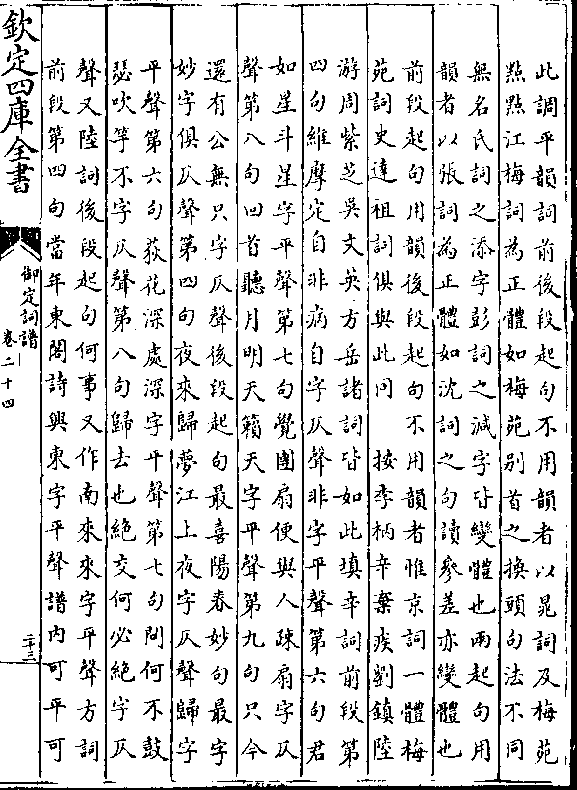 此調平韻詞前後段起句不用韻者以晁詞及梅苑
點點江梅詞為正體如梅苑别首之換頭句法不同
無名氏詞之添字彭詞之減字皆變體也兩起句用
韻者以張詞為正體如沈詞之句讀參差亦變體也
前段起句用韻後段起句不用韻者惟京詞一體梅
苑詞史達祖詞俱與此同　按李柄辛棄疾劉鎮陸
游周紫芝吳文英方岳諸詞皆如此填辛詞前段第
四句維摩定自非病自字仄聲非字平聲第六句君
如星斗星字平聲第七句覺團扇便與人疎扇字仄
聲第八句回首聽月明天籟天字平聲第九句只今
還有公無只字仄聲後段起句最喜陽春妙句最字
妙字俱仄聲第四句夜來歸夢江上夜字仄聲歸字
平聲第六句荻花深處深字平聲第七句問何不鼓
瑟吹竽不字仄聲第八句歸去也絶交何必絶字仄
聲又陸詞後段起句何事又作南來來字平聲方詞
前段第四句當年東閣詩興東字平聲譜内可平可
欽定四庫全書
御定詞譜
卷二十四
三十三